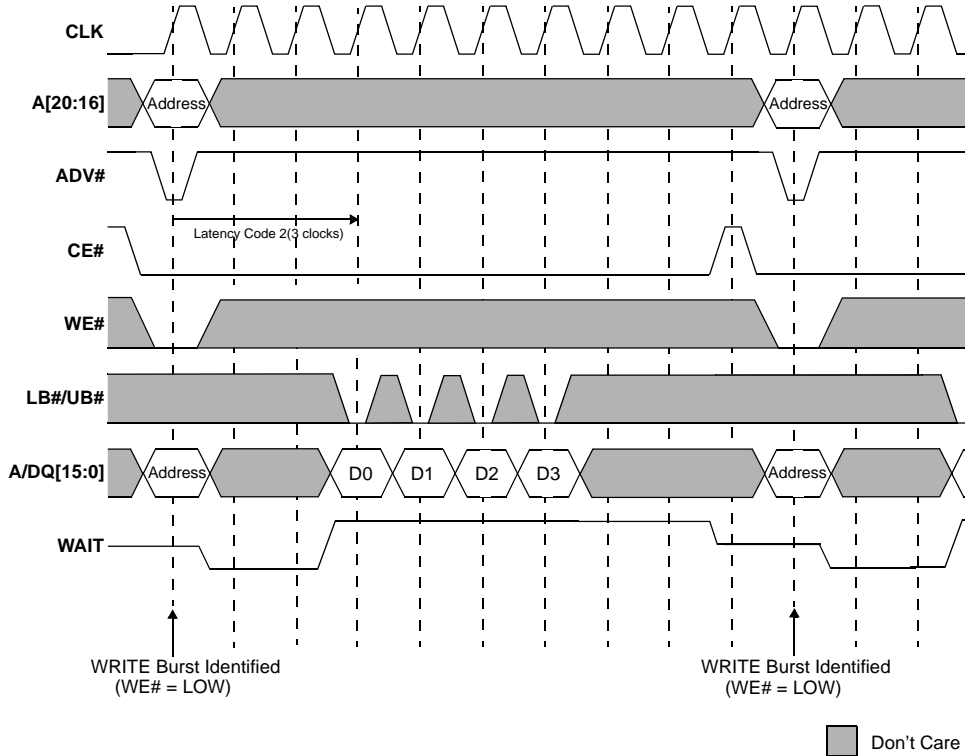 CLK
A[20:16] Address Address
ADV#
Latency Code 2(3 clocks)
CE#
WE#
LB#/UB#
A/DQ[15:0] Address D0 D1 D2 D3 Address
WAIT
WRITE Burst Identified
(WE# = LOW)
WRITE Burst Identified
(WE# = LOW)
Don't Care